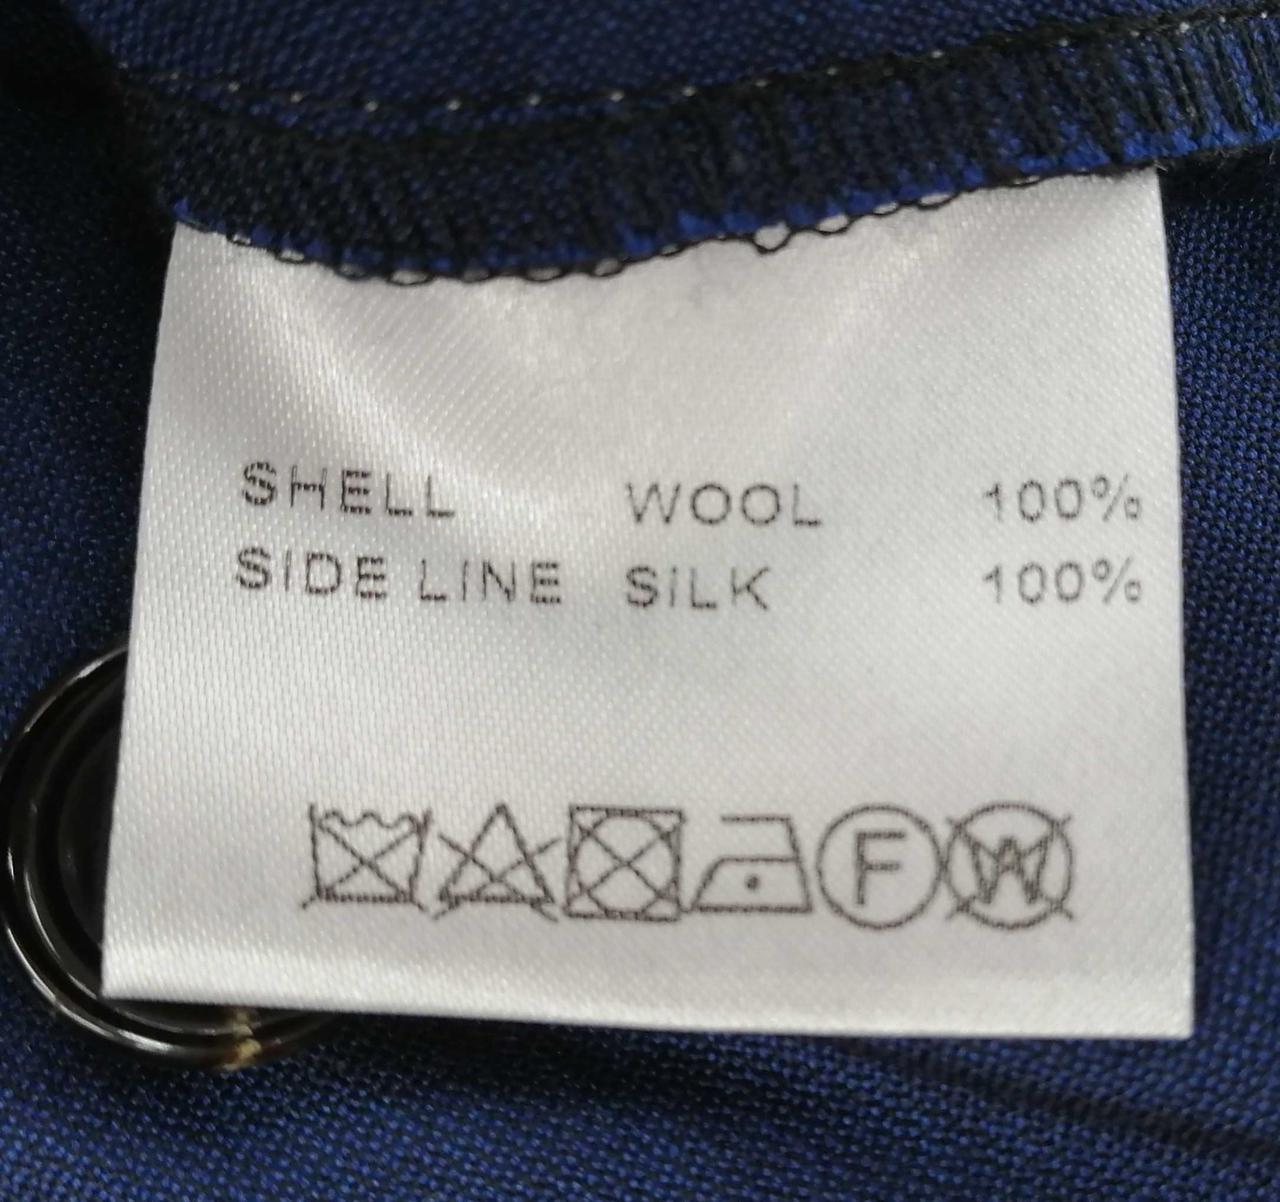 SHELL WOOL 100%
SIDE LINE SILK 100%
F W